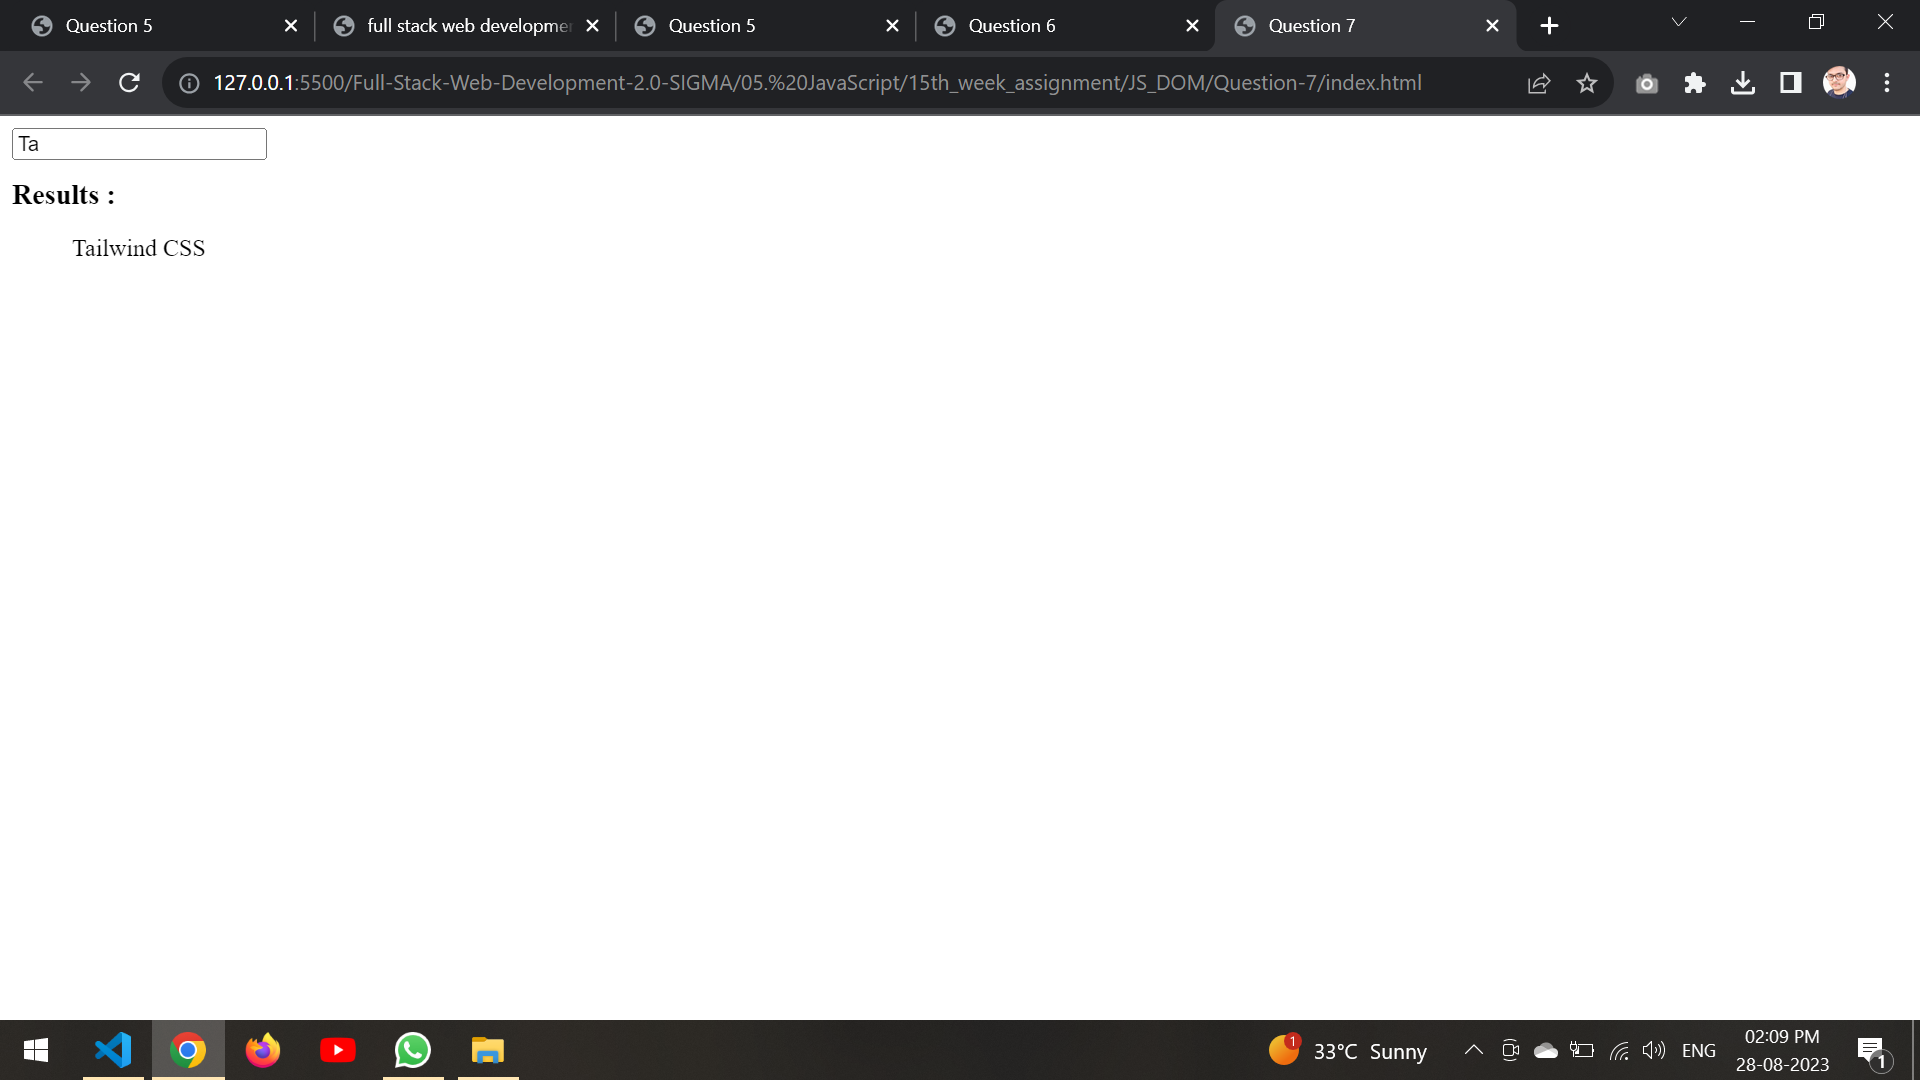 Question 5
full stack web developme
Question 5
Question 6
Question 7
127.0.0.1:5500/Full-Stack-Web-Development-2.0-SIGMA/05.%20JavaScript/15th_week_assignment/JS_DOM/Question-7/index.html
Ta
Results :
Tailwind CSS
1
33°C Sunny
ENG
02:09 PM
28-08-2023
1